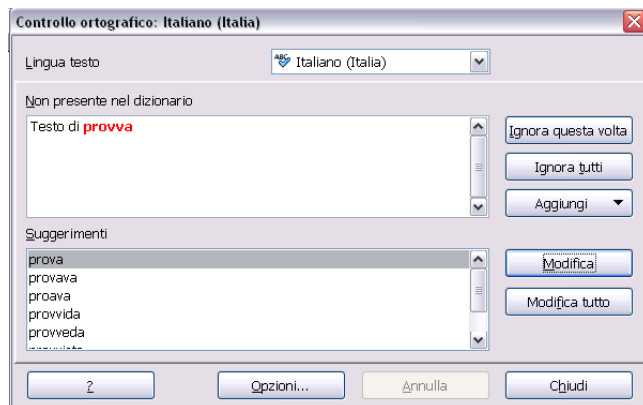 Controllo ortografico: Italiano (Italia)
Lingua testo
ABC Italiano (Italia)
Non presente nel dizionario
Testo di provva
Ignora questa volta
Ignora tutti
Aggiungi
Suggerimenti
prova
provava
proava
provvida
provveda
Modifica
Modifica tutto
?
Opzioni...
Annulla
Chiudi